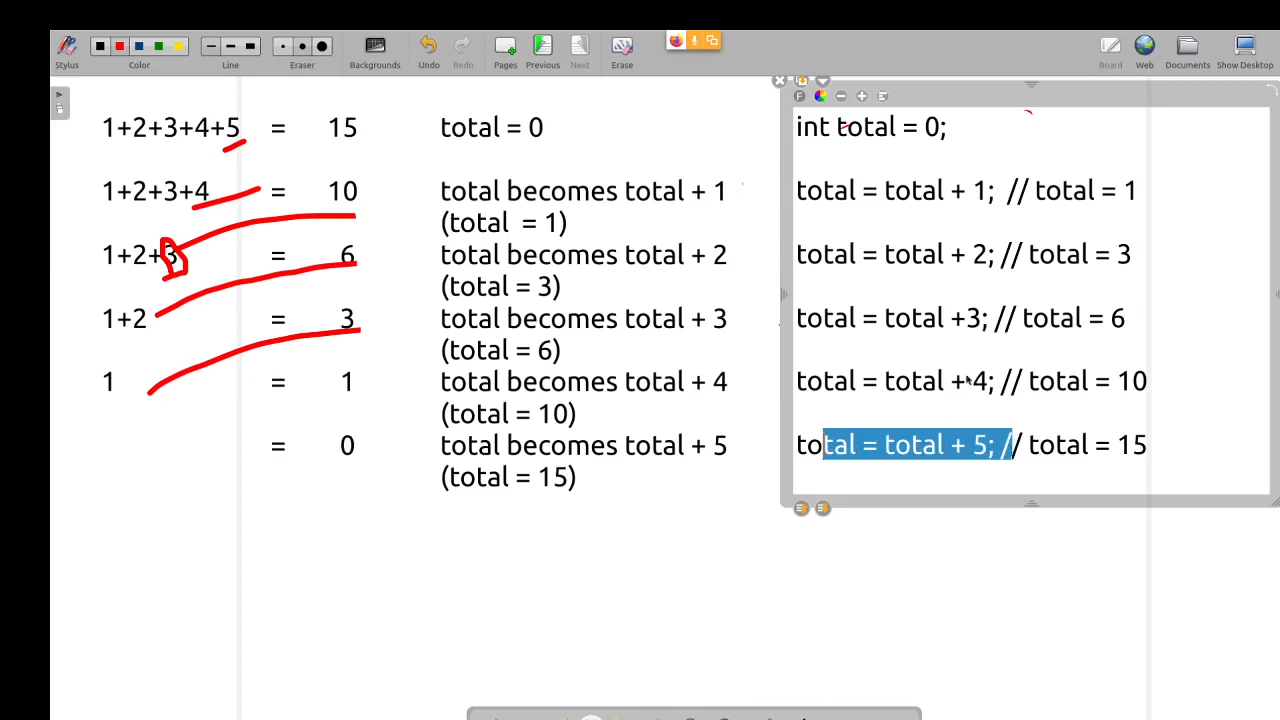 Stylus Color Line Eraser Backgrounds Undo Redo Pages Previous Next Erase Board Web Documents Show Desktop
1+2+3+4+5 = 15
1+2+3+4 = 10
1+2+3 = 6
1+2 = 3
1 = 1
= 0
total = 0
total becomes total + 1
(total = 1)
total becomes total + 2
(total = 3)
total becomes total + 3
(total = 6)
total becomes total + 4
(total = 10)
total becomes total + 5
(total = 15)
F
int total = 0;
total = total + 1; // total = 1
total = total + 2; // total = 3
total = total +3; // total = 6
total = total +4; // total = 10
total = total + 5; // total = 15